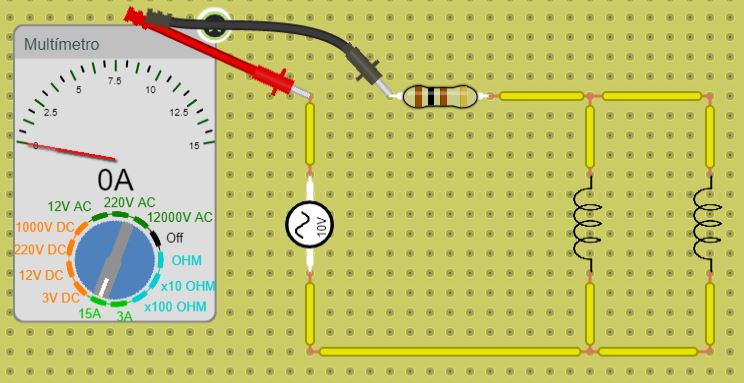 Multímetro
0
2.5
5
7.5
10
12.5
15
0A
12V AC
220V AC
12000V AC
1000V DC
Off
220V DC
OHM
12V DC
x10 OHM
3V DC
x100 OHM
15A
3A
10V